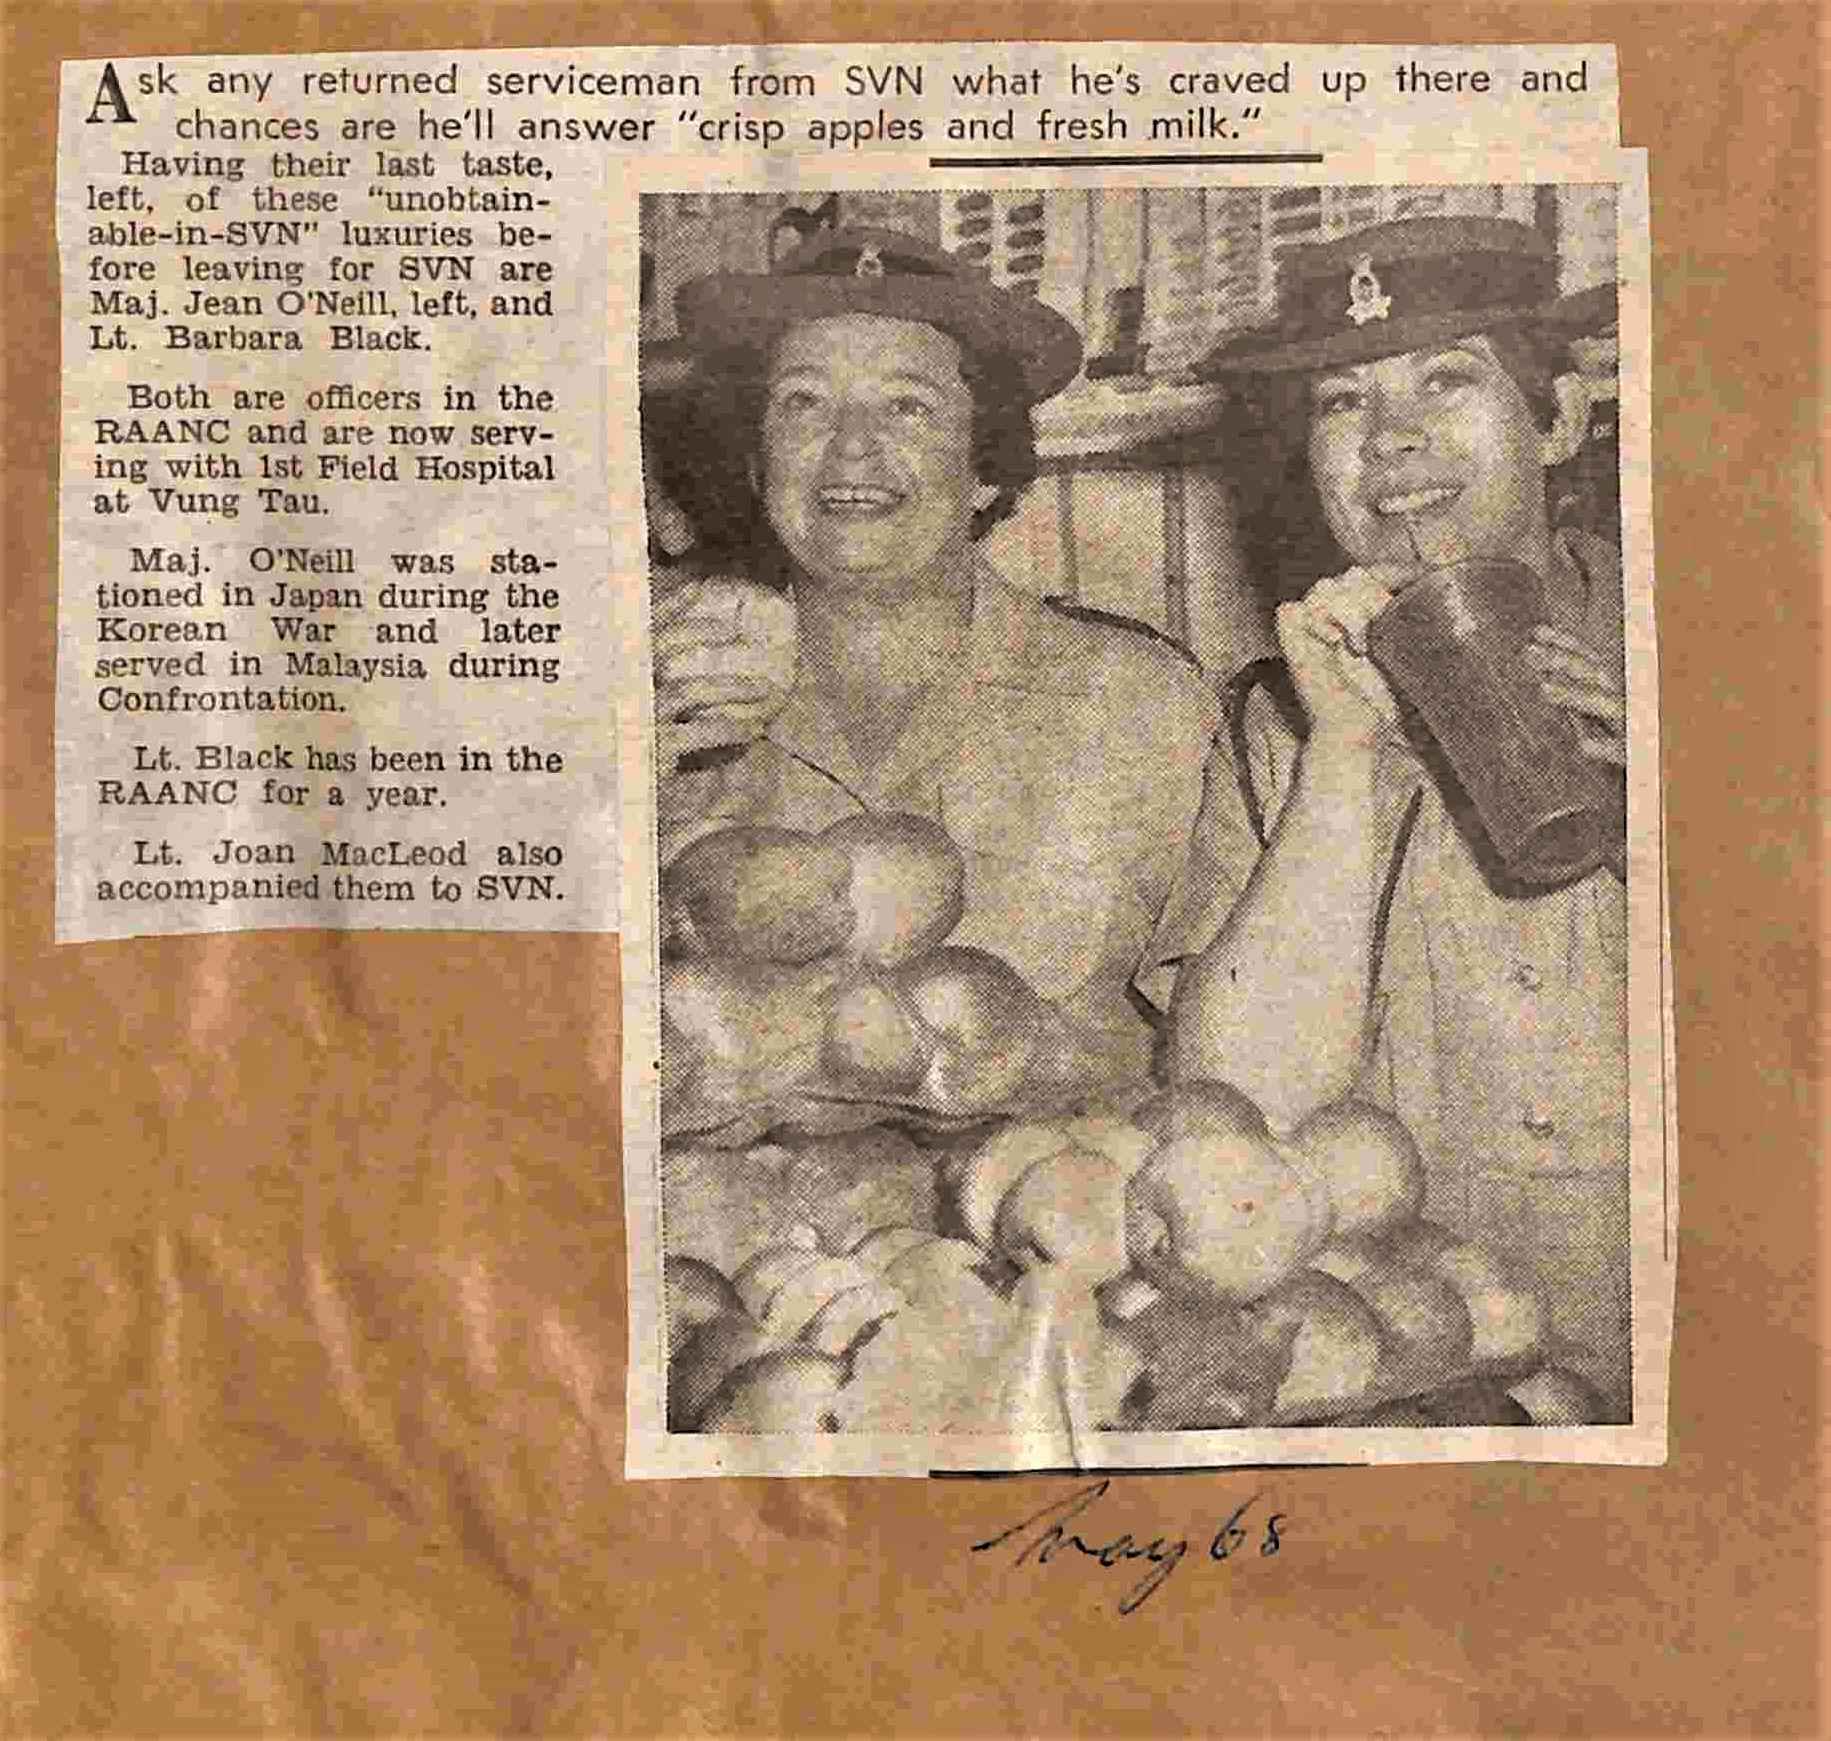 Ask any returned serviceman from SVN what he's craved up there and
chances are he'll answer "crisp apples and fresh milk."
Having their last taste,
left, of these "unobtain-
able-in-SVN" luxuries be-
fore leaving for SVN are
Maj. Jean O'Neill, left, and
Lt. Barbara Black.
Both are officers in the
RAANC and are now serv-
ing with 1st Field Hospital
at Vung Tau.
Maj. O'Neill was sta-
tioned in Japan during the
Korean War and later
served in Malaysia during
Confrontation.
Lt. Black has been in the
RAANC for a year.
Lt. Joan MacLeod also
accompanied them to SVN.
May 68